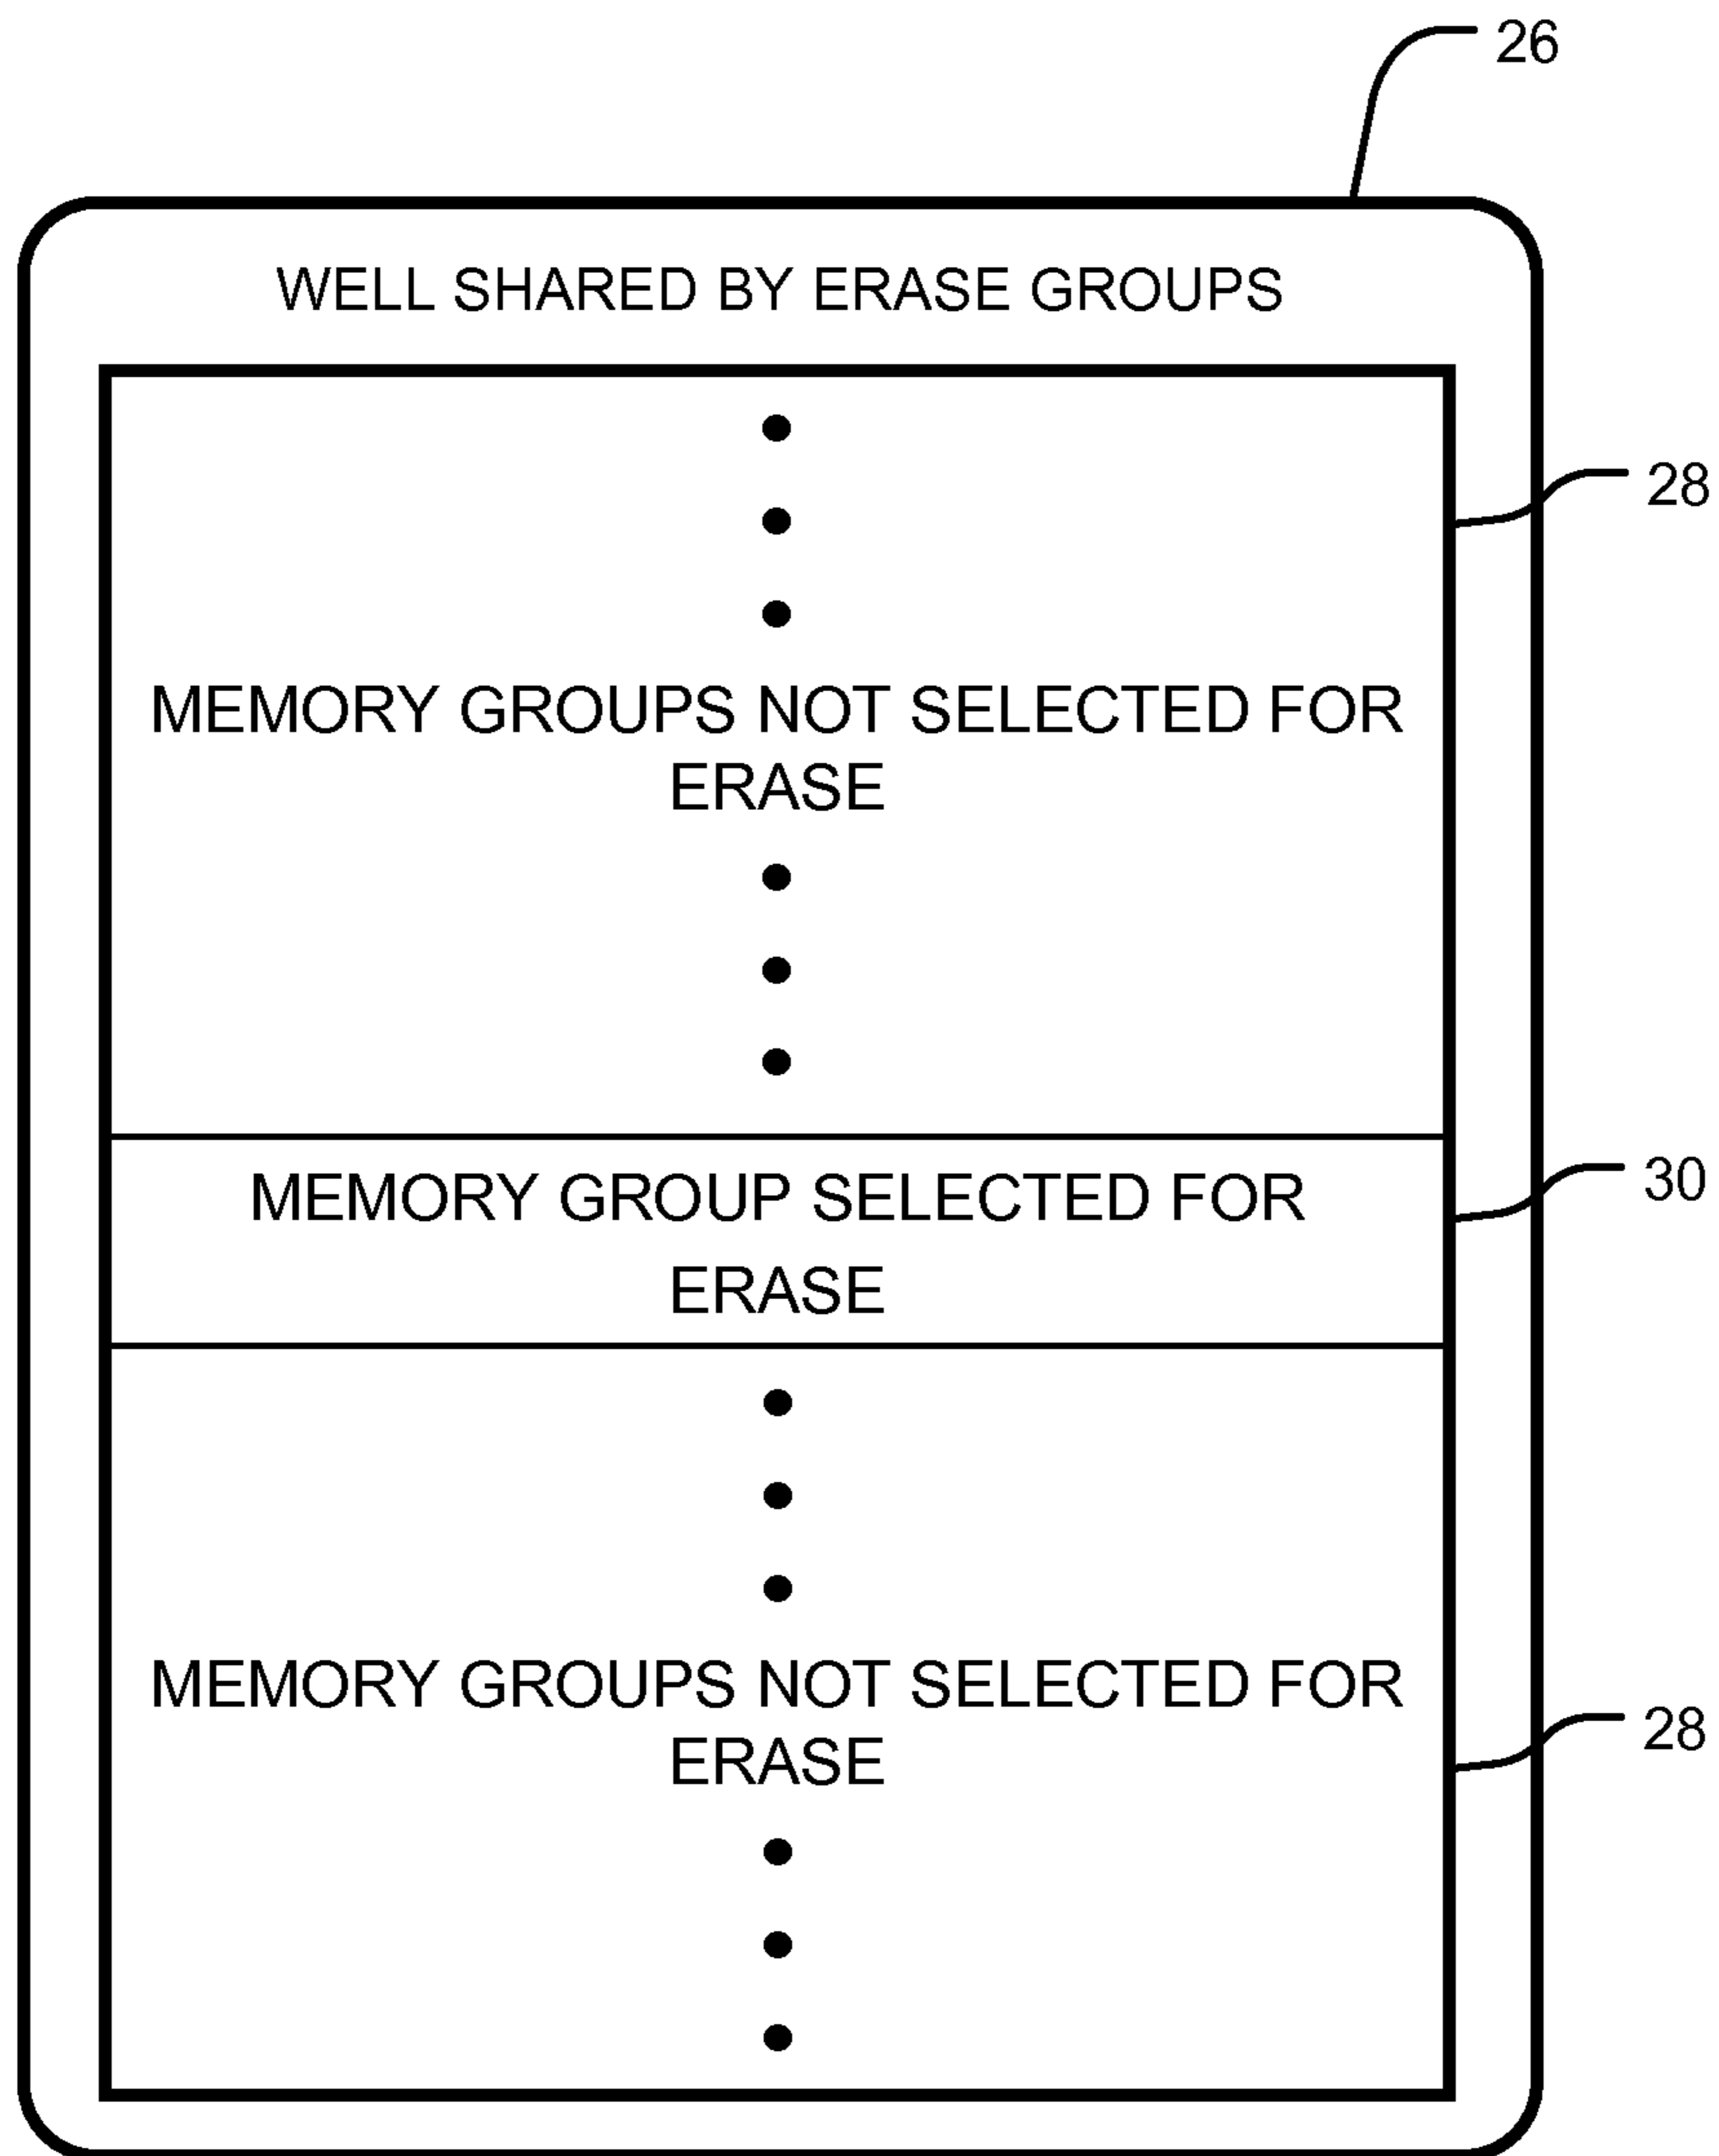 26
WELL SHARED BY ERASE GROUPS
28
MEMORY GROUPS NOT SELECTED FOR
ERASE
MEMORY GROUP SELECTED FOR
30
ERASE
MEMORY GROUPS NOT SELECTED FOR
28
ERASE